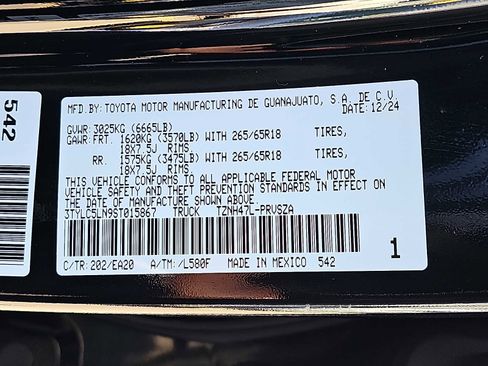 542
MFD.BY:TOYOTA MOTOR MANUFACTURING DE GUANAJUATO, S.A. DE C.V.
12/24
GVWR: 3025KG (6665LB)
GAWR:FRT. 1620KG (3570LB) WITH 265/65R18 TIRES,
18X7.5J RIMS.
RR. 1575KG (3475LB) WITH 265/65R18 TIRES,
18X7.5J RIMS.
THIS VEHICLE CONFORMS TO ALL APPLICABLE FEDERAL MOTOR
VEHICLE SAFETY AND THEFT PREVENTION STANDARDS IN EFFECT
ON THE DATE OF MANUFACTURE SHOWN ABOVE.
3TYLC5LN9ST015867 TRUCK TZNH47L-PRVSZA
1
C/TR:202/EA20 A/TM:/L580F MADE IN MEXICO 542